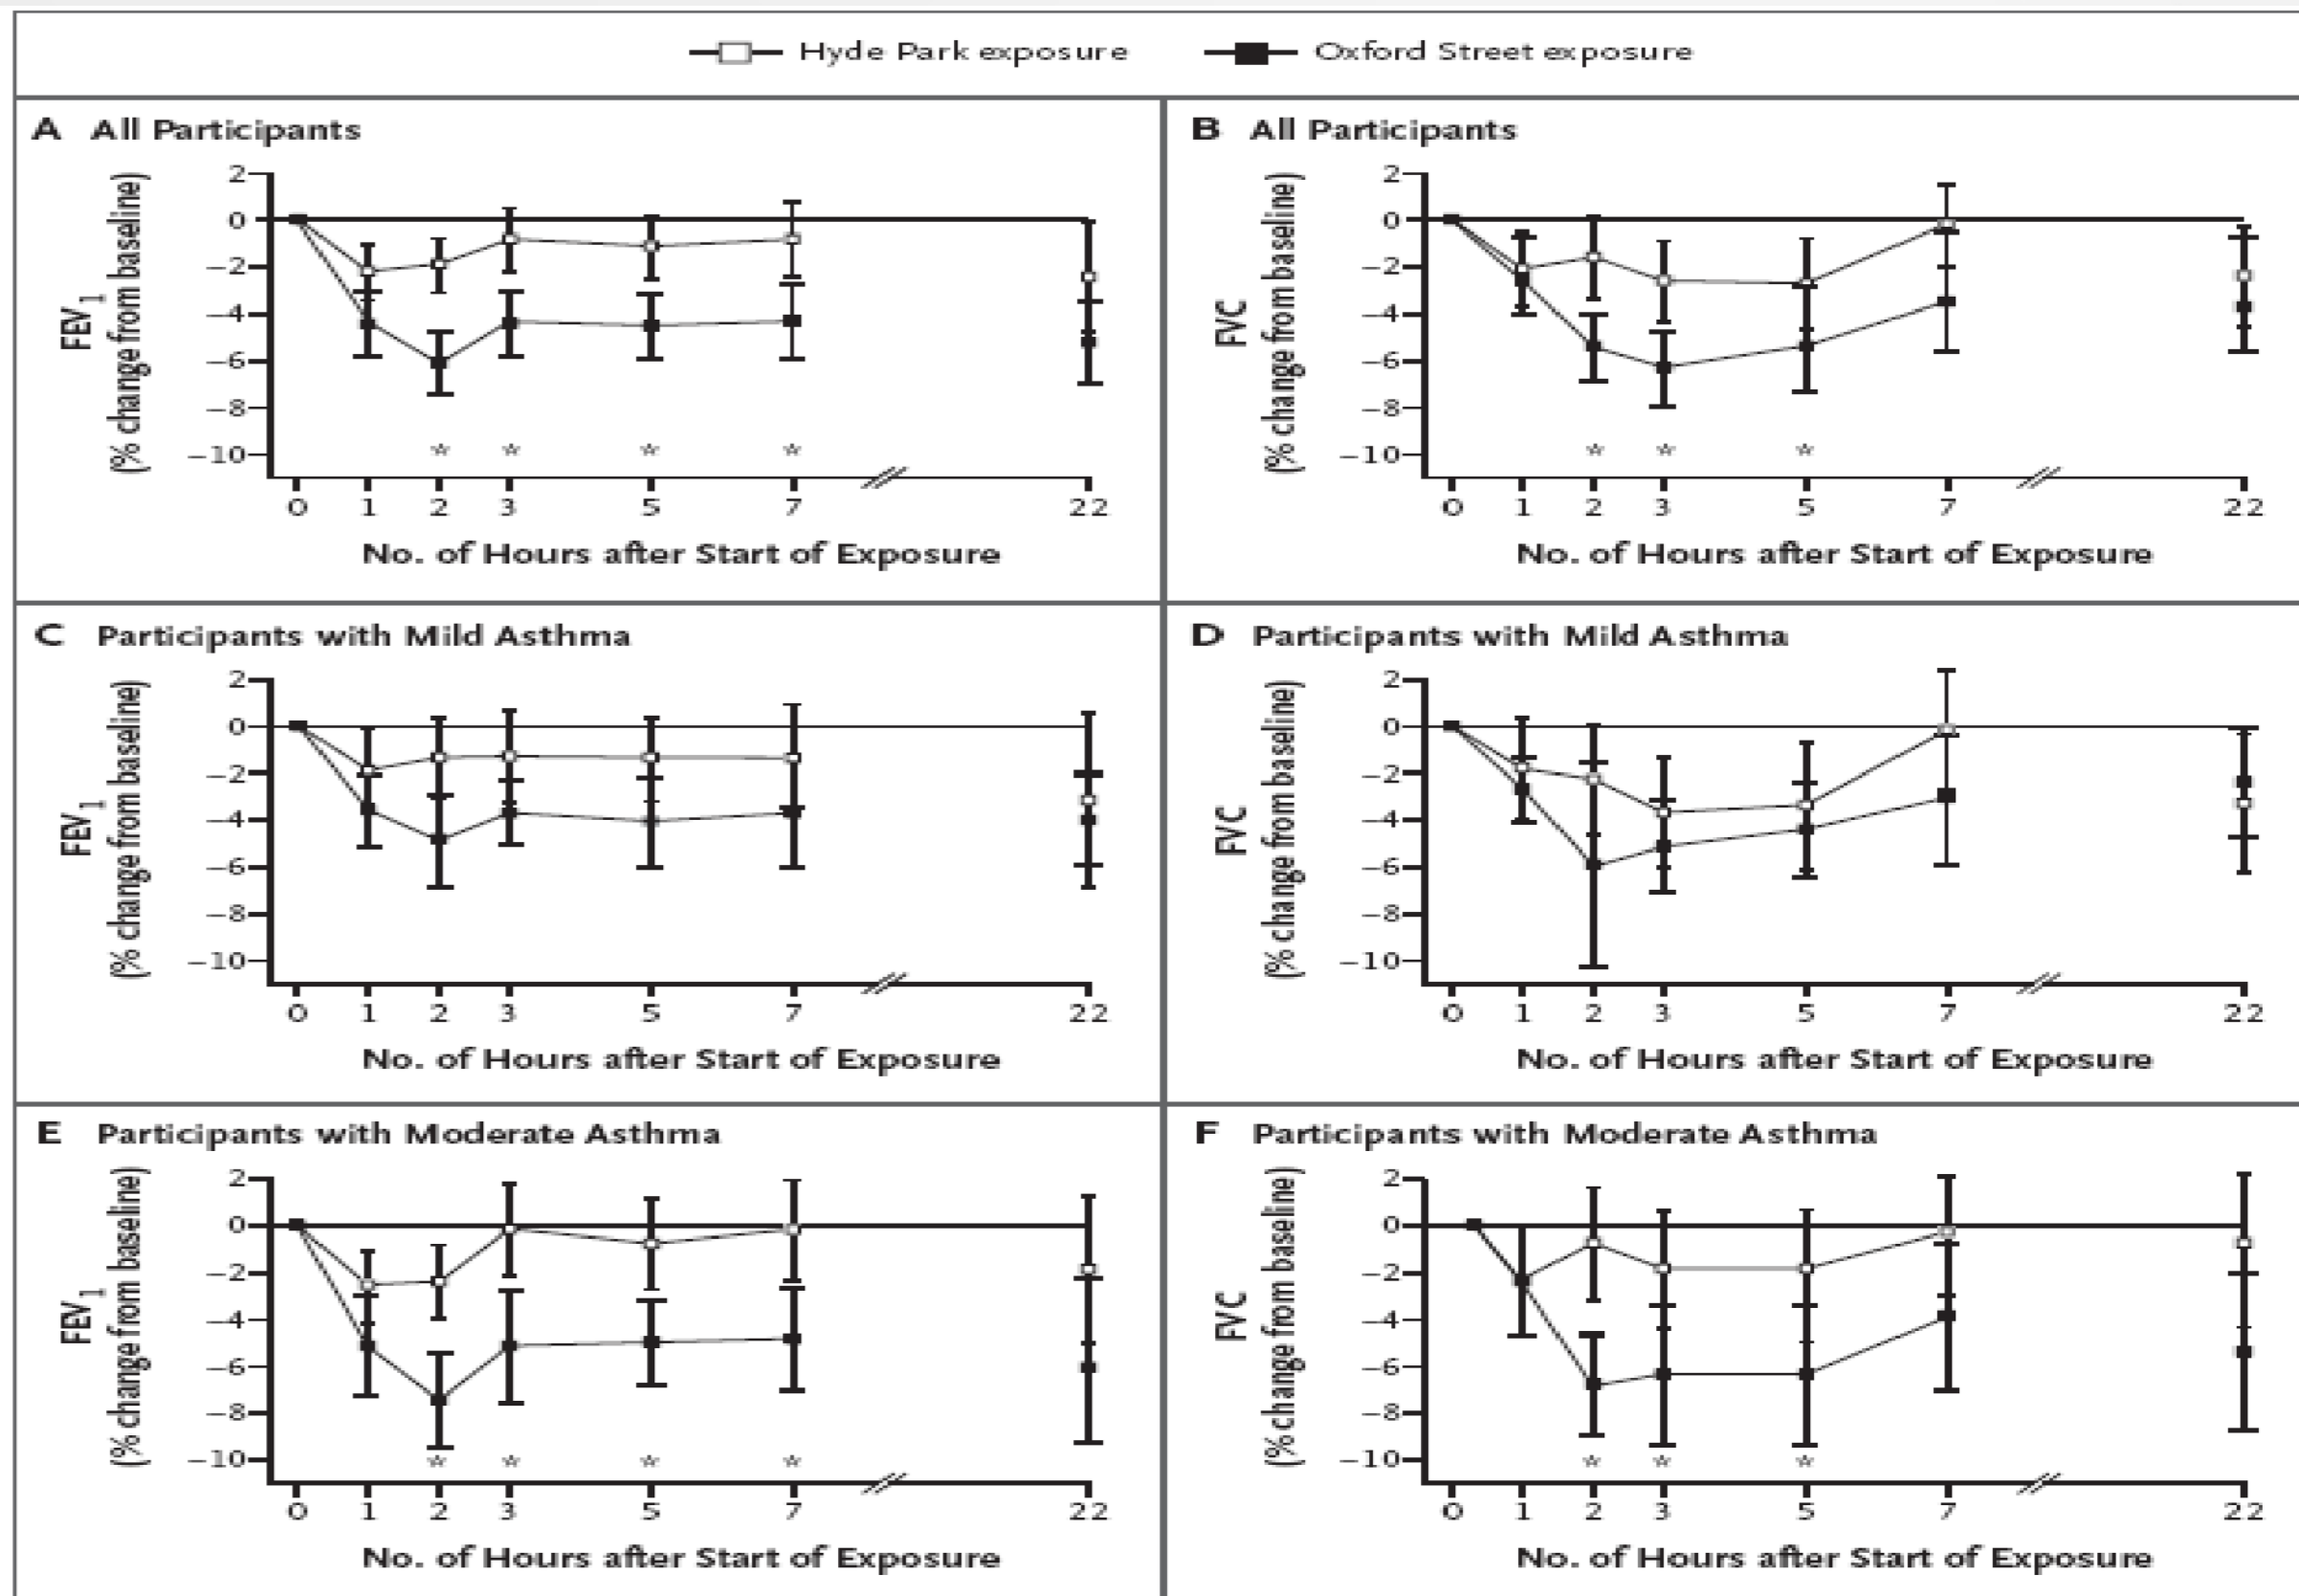 Hyde Park exposure Oxford Street exposure
A All Participants
FEV1
(% change from baseline)
2
0
−2
−4
−6
−8
−10
* * * *
0 1 2 3 5 7 22
No. of Hours after Start of Exposure
B All Participants
FVC
(% change from baseline)
2
0
−2
−4
−6
−8
−10
* * *
0 1 2 3 5 7 22
No. of Hours after Start of Exposure
C Participants with Mild Asthma
FEV1
(% change from baseline)
2
0
−2
−4
−6
−8
−10
0 1 2 3 5 7 22
No. of Hours after Start of Exposure
D Participants with Mild Asthma
FVC
(% change from baseline)
2
0
−2
−4
−6
−8
−10
0 1 2 3 5 7 22
No. of Hours after Start of Exposure
E Participants with Moderate Asthma
FEV1
(% change from baseline)
2
0
−2
−4
−6
−8
−10
* * * *
0 1 2 3 5 7 22
No. of Hours after Start of Exposure
F Participants with Moderate Asthma
FVC
(% change from baseline)
2
0
−2
−4
−6
−8
−10
* * *
0 1 2 3 5 7 22
No. of Hours after Start of Exposure